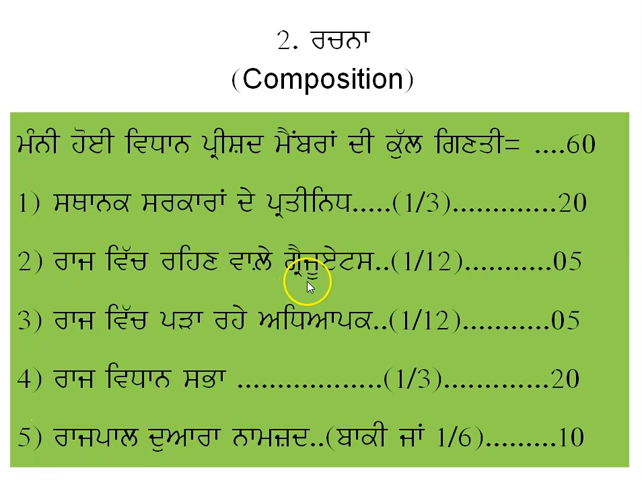 2. ਰਚਨਾ
(Composition)
ਮੰਨੀ ਹੋਈ ਵਿਧਾਨ ਪ੍ਰੀਸ਼ਦ ਮੈਂਬਰਾਂ ਦੀ ਕੁੱਲ ਗਿਣਤੀ= ....60
1) ਸਥਾਨਕ ਸਰਕਾਰਾਂ ਦੇ ਪ੍ਰਤੀਨਿਧ.....(1/3).............20
2) ਰਾਜ ਵਿੱਚ ਰਹਿਣ ਵਾਲ਼ੇ ਗ੍ਰੈਜੂਏਟਸ..(1/12)...........05
3) ਰਾਜ ਵਿੱਚ ਪੜਾ ਰਹੇ ਅਧਿਆਪਕ..(1/12)...........05
4) ਰਾਜ ਵਿਧਾਨ ਸਭਾ ..................(1/3).............20
5) ਰਾਜਪਾਲ ਦੁਆਰਾ ਨਾਮਜ਼ਦ..(ਬਾਕੀ ਜਾਂ 1/6).........10